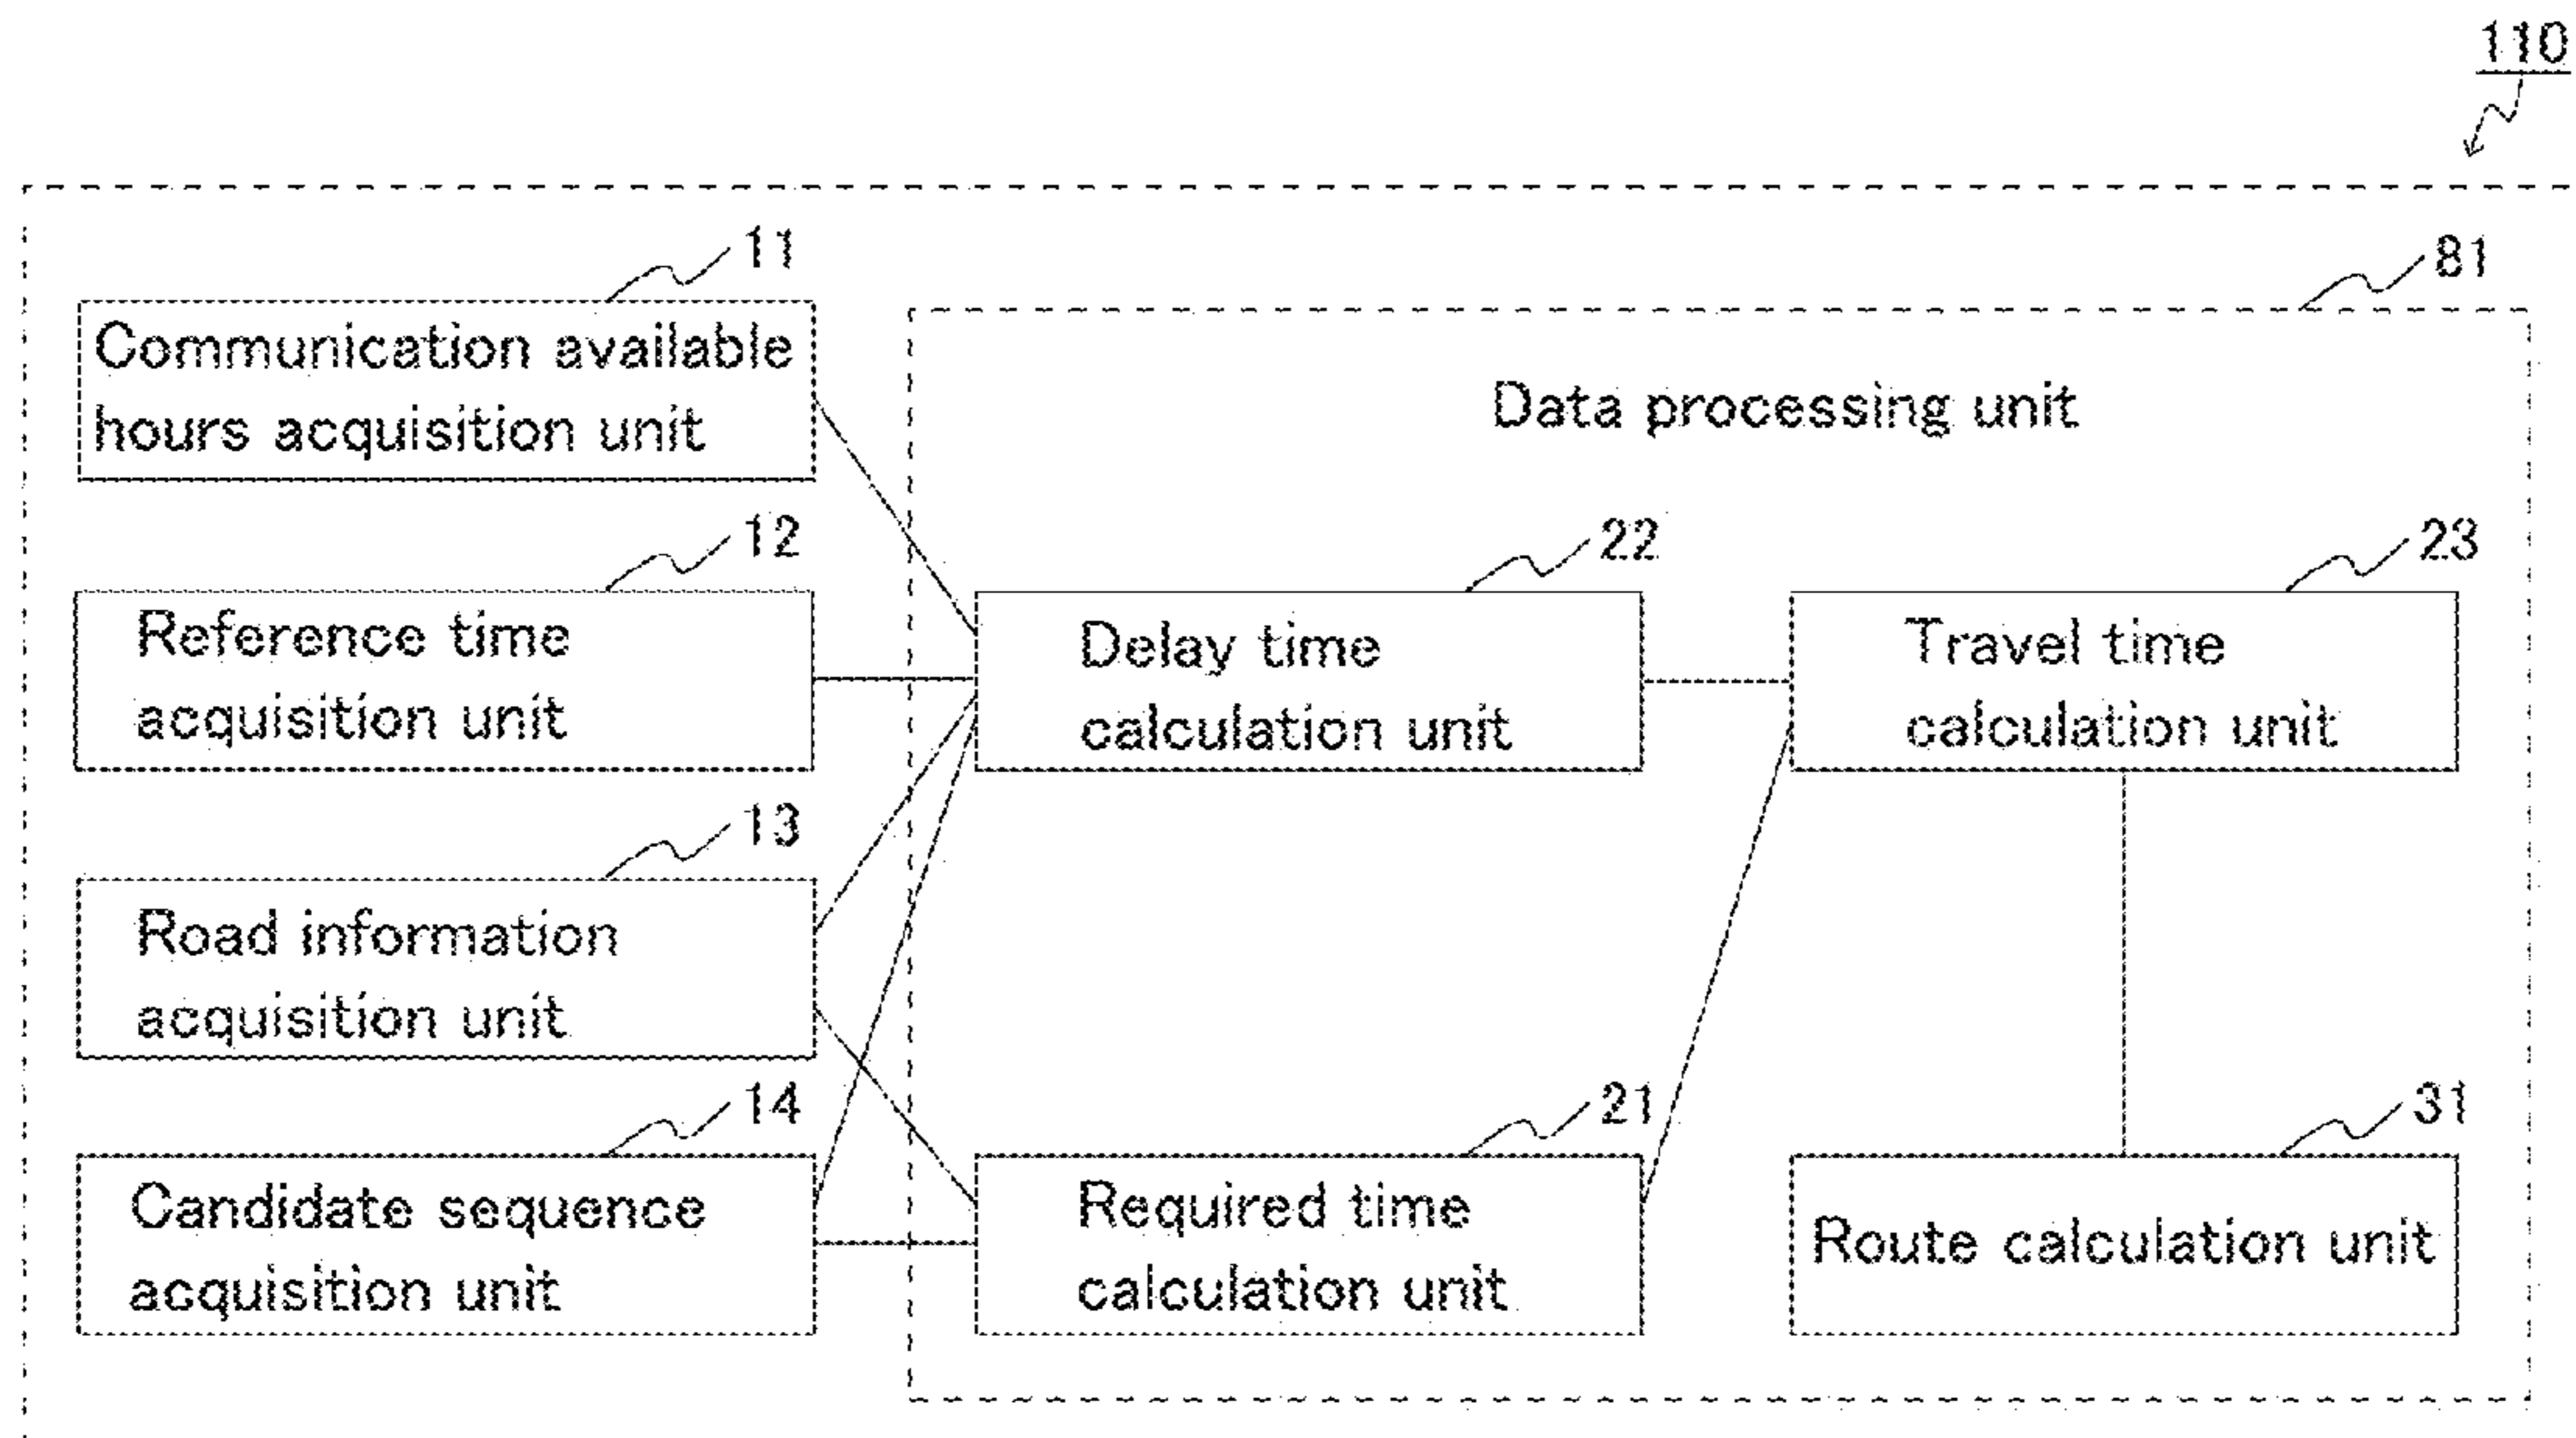 110
11
81
Communication available
hours acquisition unit
Data processing unit
12
22
23
Reference time
acquisition unit
Delay time
calculation unit
Travel time
calculation unit
13
Road information
acquisition unit
14
21
31
Candidate sequence
acquisition unit
Required time
calculation unit
Route calculation unit